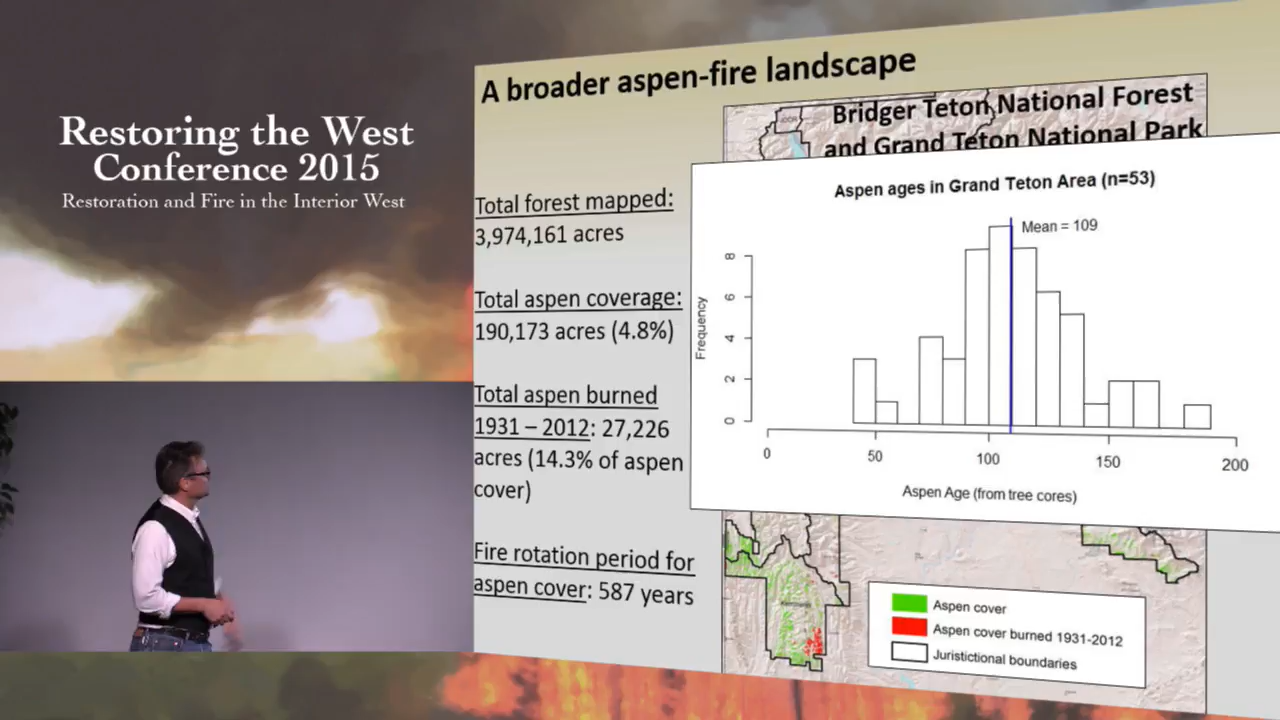 Restoring the West
Conference 2015
Restoration and Fire in the Interior West
A broader aspen-fire landscape
Bridger Teton National Forest
and Grand Teton National Park
Total forest mapped:
3,974,161 acres
Total aspen coverage:
190,173 acres (4.8%)
Total aspen burned
1931 – 2012: 27,226
acres (14.3% of aspen
cover)
Fire rotation period for
aspen cover: 587 years
Aspen ages in Grand Teton Area (n=53)
Mean = 109
Frequency
8
6
4
2
0
0 50 100 150 200
Aspen Age (from tree cores)
Aspen cover
Aspen cover burned 1931-2012
Juristictional boundaries